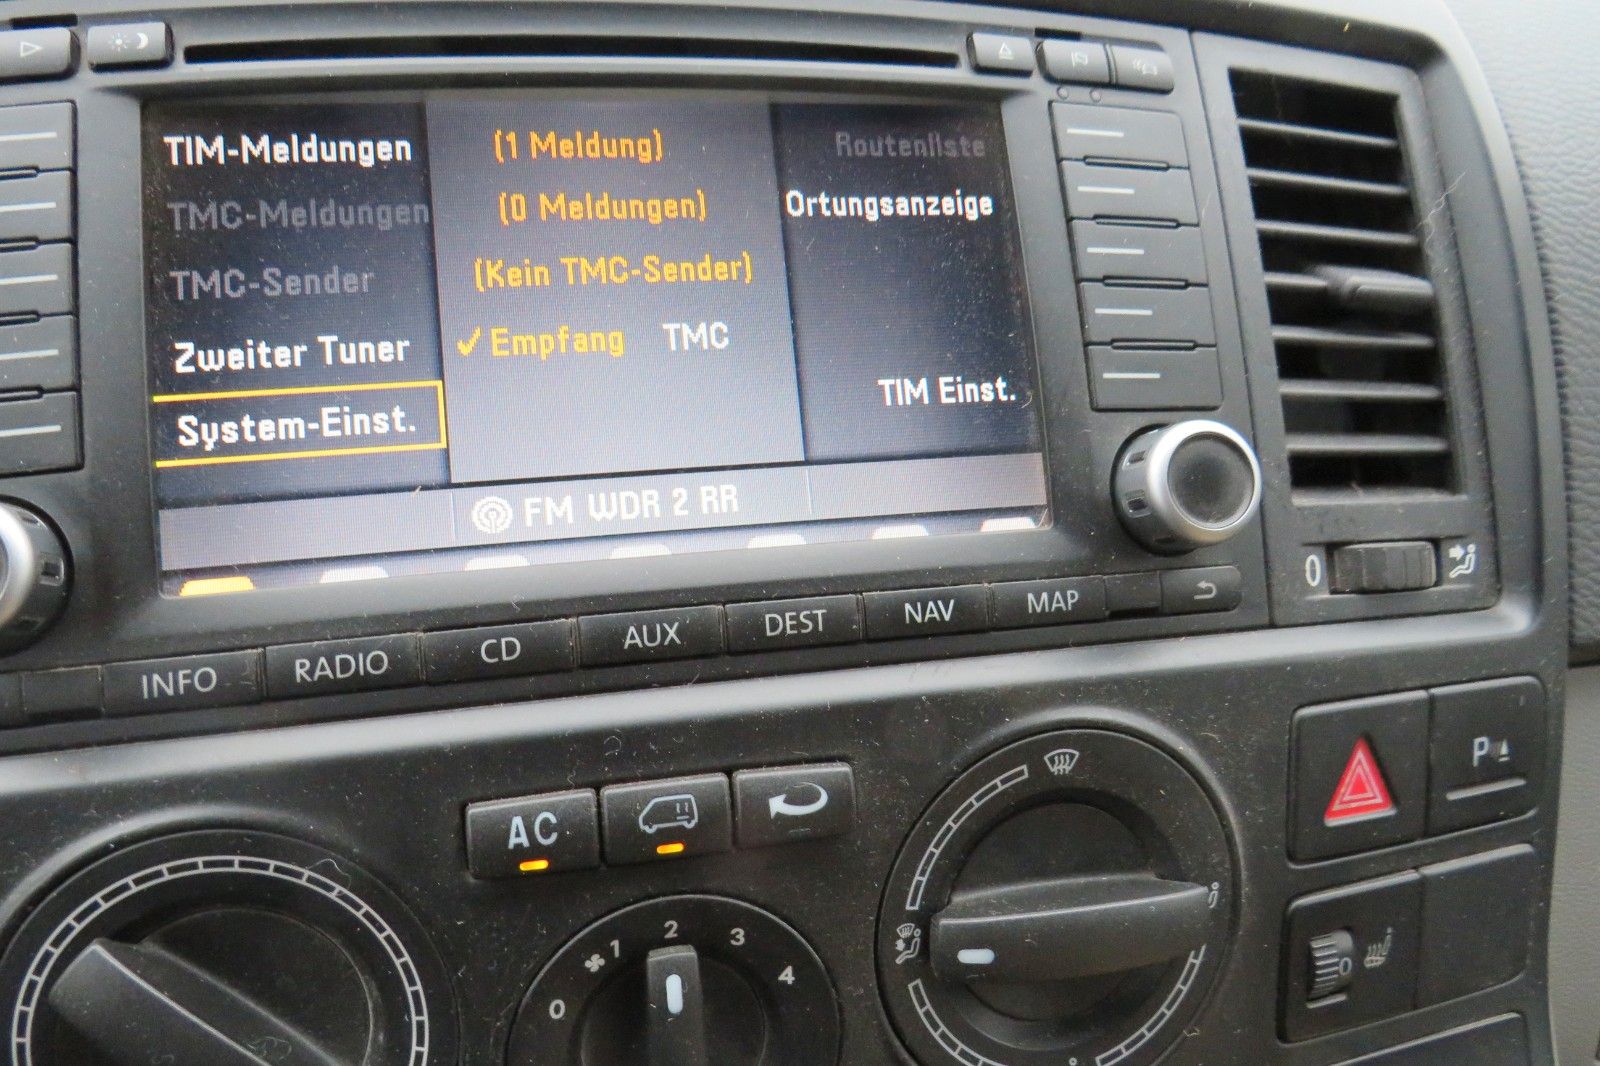 TIM-Meldungen (1 Meldung) Routenliste
TMC-Meldungen (0 Meldungen) Ortungsanzeige
TMC-Sender (Kein TMC-Sender)
Zweiter Tuner ✓ Empfang TMC
System-Einst. TIM Einst.
FM WDR 2 RR
INFO RADIO CD AUX DEST NAV MAP
0
AC
P
0 1 2 3 4
0